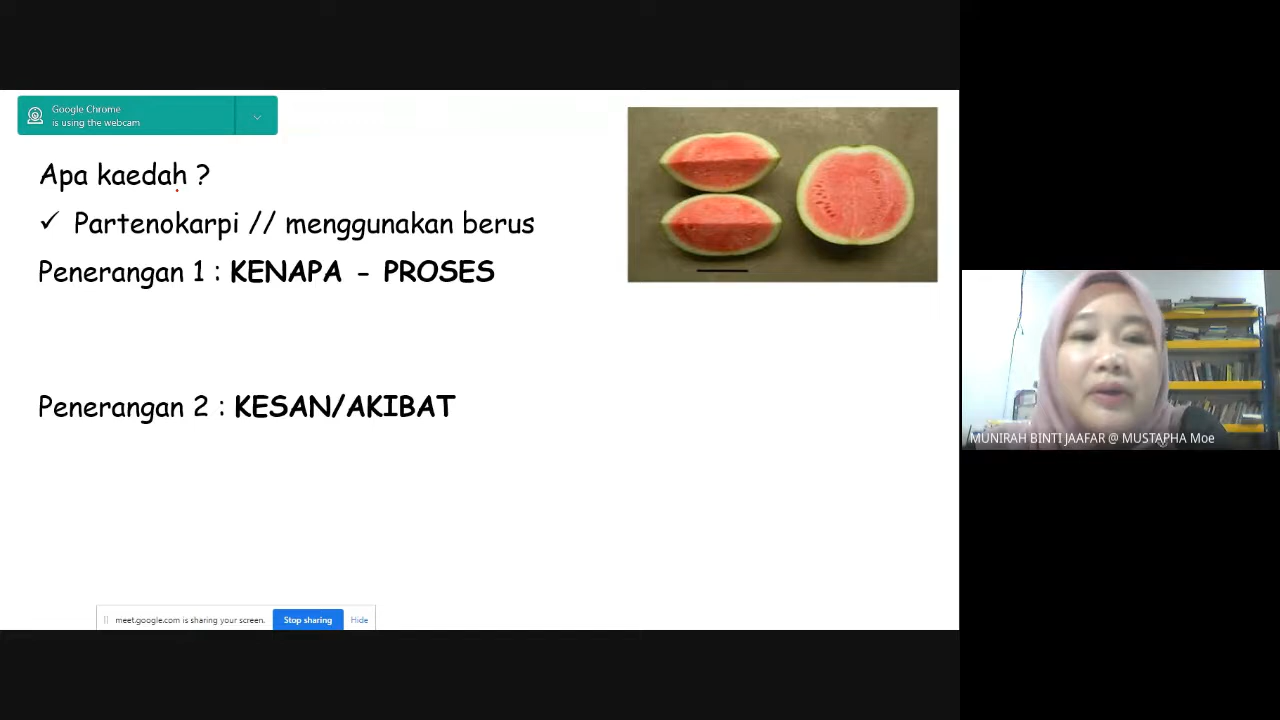 Google Chrome
is using the webcam
Apa kaedah ?
✓ Partenokarpi // menggunakan berus
Penerangan 1 : KENAPA - PROSES
Penerangan 2 : KESAN/AKIBAT
MUNIRAH BINTI JAAFAR @ MUSTAPHA Moe
meet.google.com is sharing your screen. Stop sharing Hide